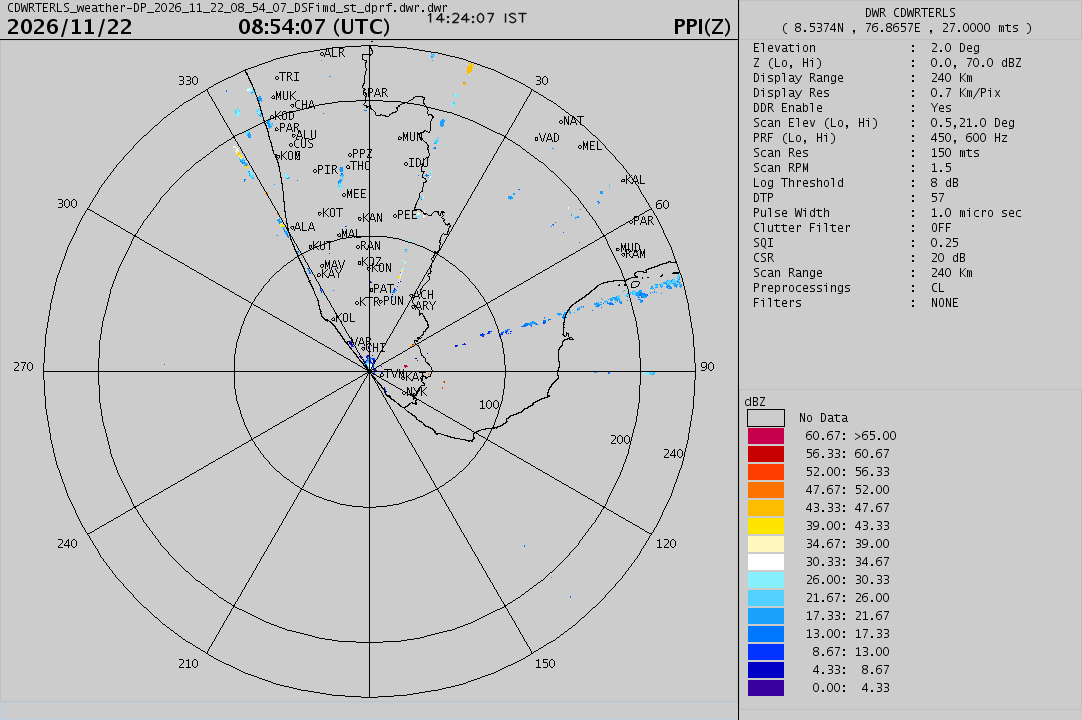 CDWRTERLS_weather-DP_2026_11_22_08_54_07_DSFimd_st_dprf.dwr.dwr
2026/11/22 08:54:07 (UTC) 14:24:07 IST PPI(Z)
DWR CDWRTERLS
( 8.5374N , 76.8657E , 27.0000 mts )
Elevation : 2.0 Deg
Z (Lo, Hi) : 0.0, 70.0 dBZ
Display Range : 240 Km
Display Res : 0.7 Km/Pix
DDR Enable : Yes
Scan Elev (Lo, Hi) : 0.5,21.0 Deg
PRF (Lo, Hi) : 450, 600 Hz
Scan Res : 150 mts
Scan RPM : 1.5
Log Threshold : 8 dB
DTP : 57
Pulse Width : 1.0 micro sec
Clutter Filter : OFF
SQI : 0.25
CSR : 20 dB
Scan Range : 240 Km
Preprocessings : CL
Filters : NONE
dBZ
No Data
60.67: >65.00
56.33: 60.67
52.00: 56.33
47.67: 52.00
43.33: 47.67
39.00: 43.33
34.67: 39.00
30.33: 34.67
26.00: 30.33
21.67: 26.00
17.33: 21.67
13.00: 17.33
8.67: 13.00
4.33: 8.67
0.00: 4.33
ALR
330 TRI 30
MUK PAR
CHA
KOD NAT
PAR
ALU MUN VAD
CUS MEL
PPZ
THO IDU
PIR KAL
MEE
300 60
KOT KAN PEE
ALA PAR
MAL
KUT RAN MUD
RAM
KOZ
MAV KON
KAY
PAT
ACH
KTR PUN ARY
KOL
VAR
CHI
270 TVM KAT 90
NYK
100
200
240
240 120
210 150